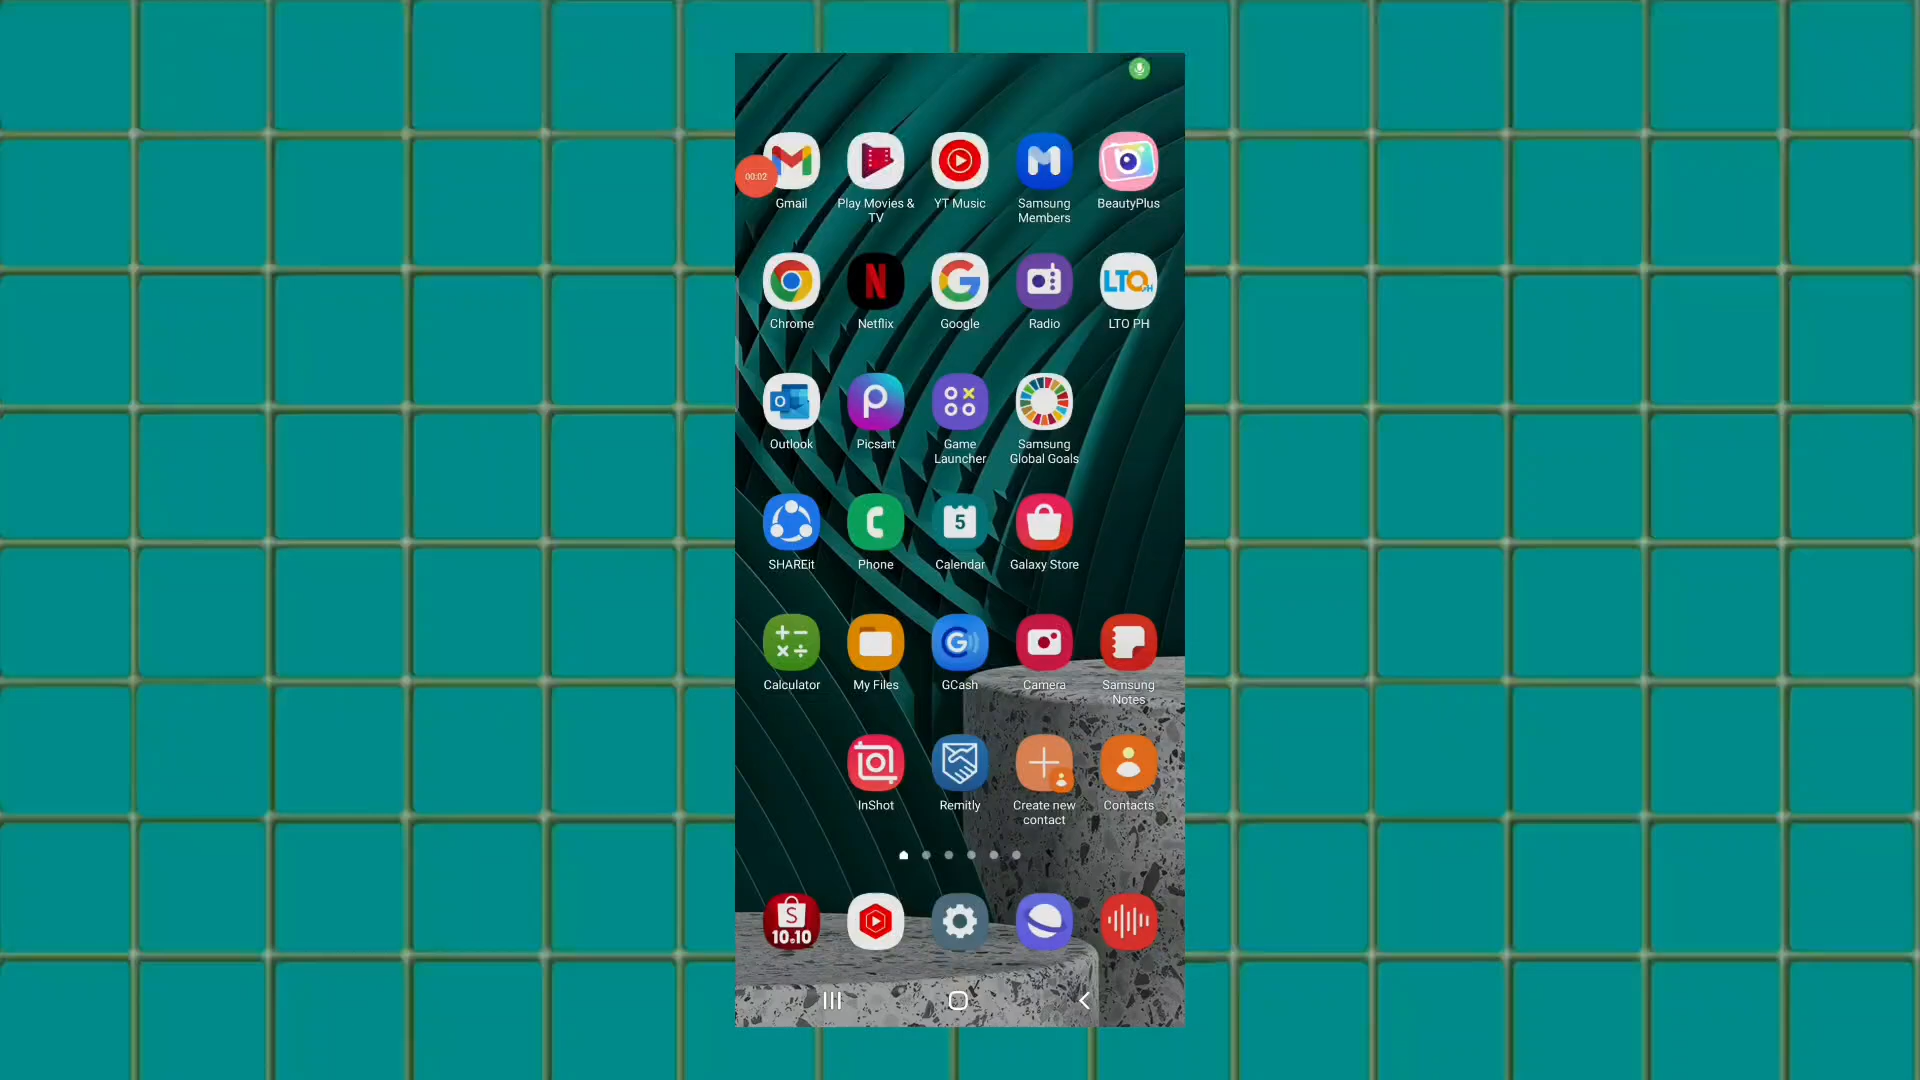 00:02
Gmail
Play Movies &
TV
YT Music
Samsung
Members
BeautyPlus
Chrome
Netflix
Google
Radio
LTO PH
LTO PH
Outlook
Picsart
Game
Launcher
Samsung
Global Goals
SHAREit
Phone
5
Calendar
Galaxy Store
Calculator
My Files
GCash
Camera
Samsung
Notes
InShot
Remitly
Create new
contact
Contacts
S
10.10